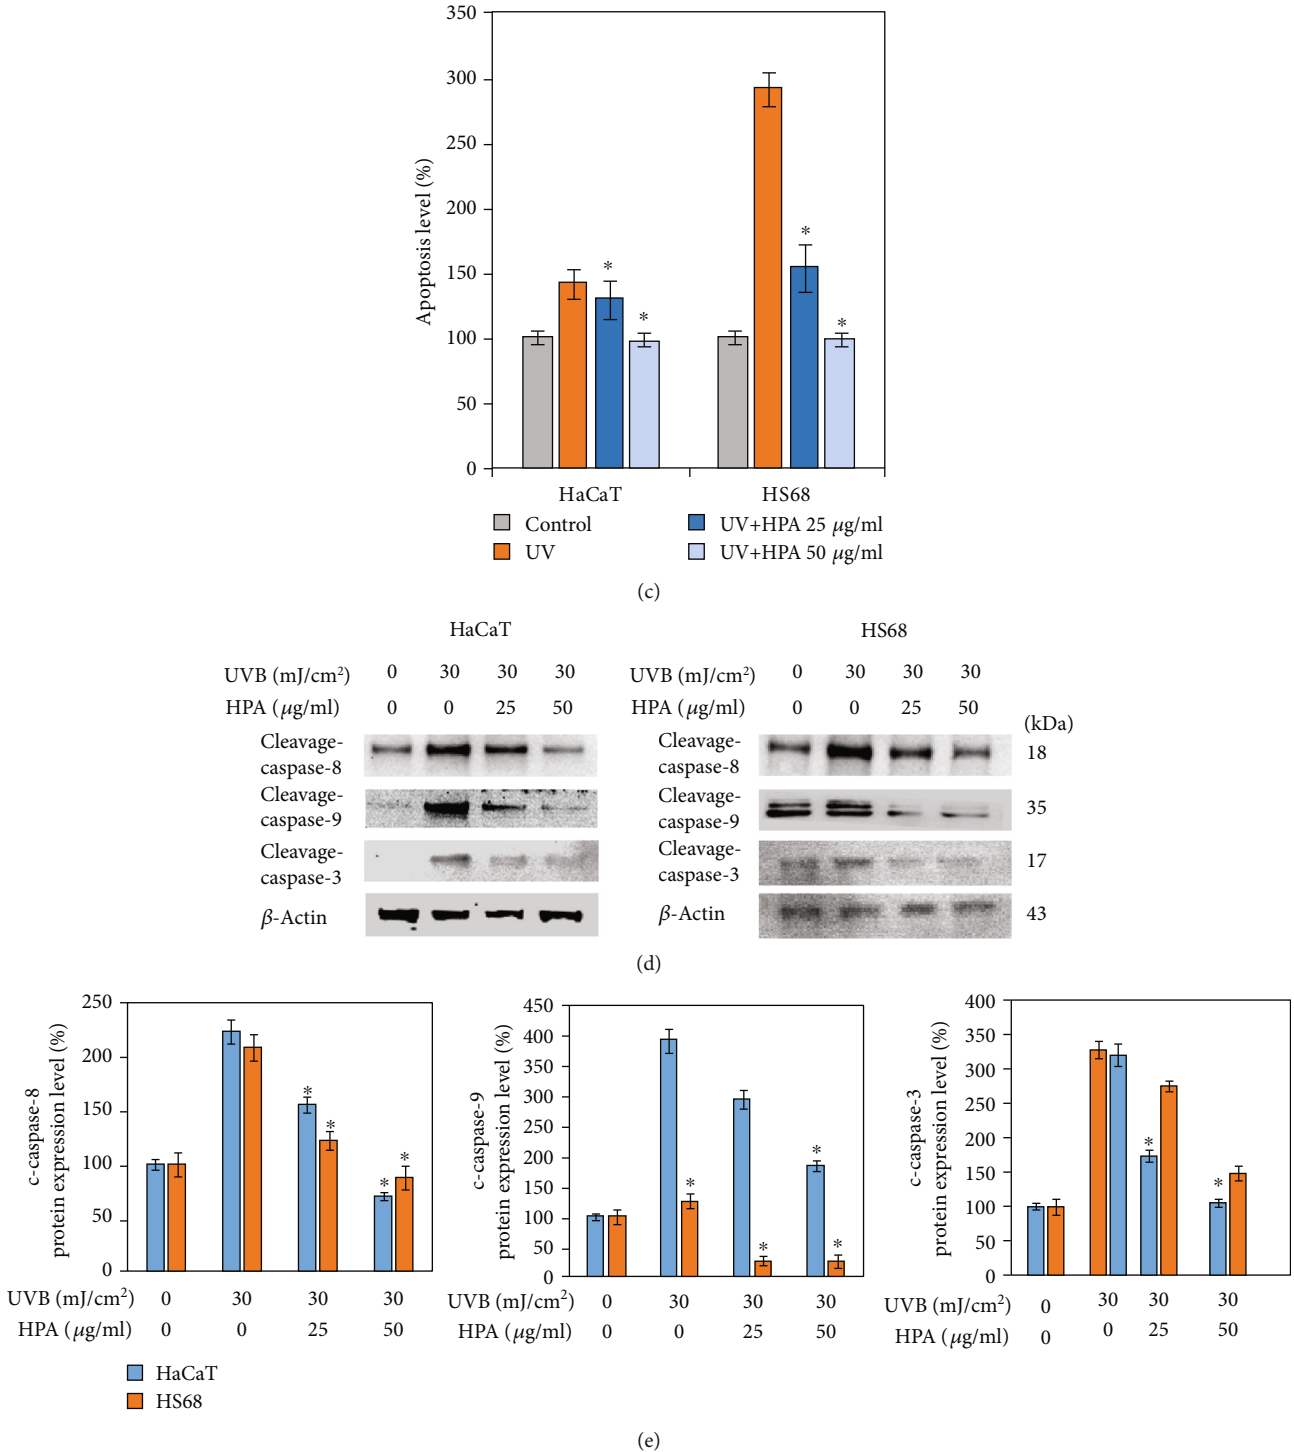 350
300
250
200
150
100
50
0
Apoptosis level (%)
*
*
*
*
HaCaT
HS68
Control
UV
UV+HPA 25 μg/ml
UV+HPA 50 μg/ml
(c)
HaCaT
HS68
UVB (mJ/cm²) 0 30 30 30
HPA (μg/ml) 0 0 25 50
Cleavage-
caspase-8
Cleavage-
caspase-9
Cleavage-
caspase-3
β-Actin
UVB (mJ/cm²) 0 30 30 30
HPA (μg/ml) 0 0 25 50
(kDa)
Cleavage-
caspase-8
18
Cleavage-
caspase-9
35
Cleavage-
caspase-3
17
β-Actin
43
(d)
250
200
150
100
50
0
c-caspase-8
protein expression level (%)
*
*
*
*
UVB (mJ/cm²) 0 30 30 30
HPA (μg/ml) 0 0 25 50
450
400
350
300
250
200
150
100
50
0
c-caspase-9
protein expression level (%)
*
*
*
*
UVB (mJ/cm²) 0 30 30 30
HPA (μg/ml) 0 0 25 50
400
350
300
250
200
150
100
50
0
c-caspase-3
protein expression level (%)
*
*
UVB (mJ/cm²) 0 30 30 30
HPA (μg/ml) 0 0 25 50
HaCaT
HS68
(e)